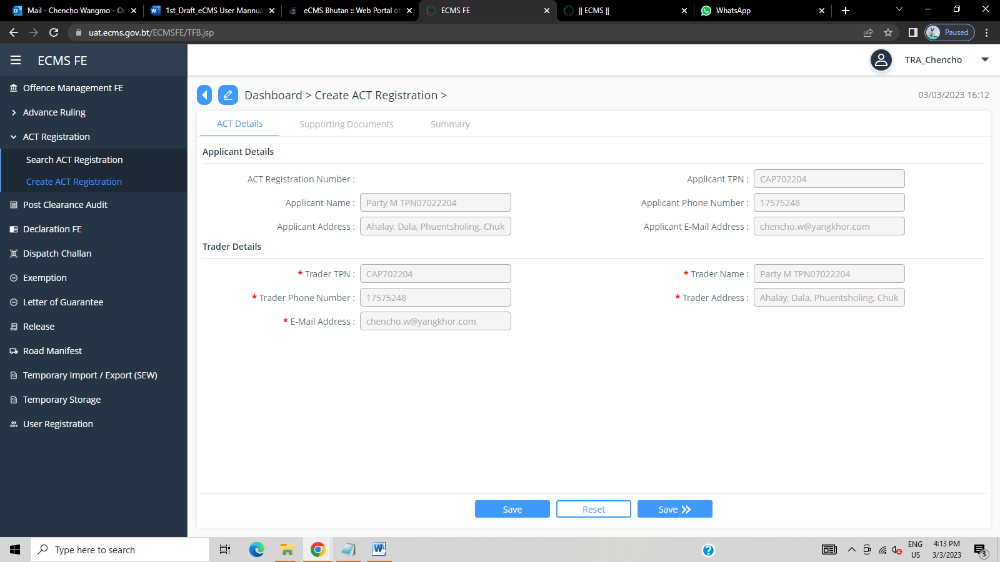 Mail - Chencho Wangmo - Ou
1st_Draft_eCMS User Mannua
eCMS Bhutan :: Web Portal of
ECMS FE
|| ECMS ||
WhatsApp
uat.ecms.gov.bt/ECMSFE/TFB.jsp
Paused
ECMS FE
TRA_Chencho
Offence Management FE
Advance Ruling
ACT Registration
Search ACT Registration
Create ACT Registration
Post Clearance Audit
Declaration FE
Dispatch Challan
Exemption
Letter of Guarantee
Release
Road Manifest
Temporary Import / Export (SEW)
Temporary Storage
User Registration
Dashboard > Create ACT Registration >
03/03/2023 16:12
ACT Details
Supporting Documents
Summary
Applicant Details
ACT Registration Number :
Applicant TPN : CAP702204
Applicant Name : Party M TPN07022204
Applicant Phone Number : 17575248
Applicant Address : Ahalay, Dala, Phuentsholing, Chuk
Applicant E-Mail Address : chencho.w@yangkhor.com
Trader Details
* Trader TPN : CAP702204
* Trader Name : Party M TPN07022204
* Trader Phone Number : 17575248
* Trader Address : Ahalay, Dala, Phuentsholing, Chuk
* E-Mail Address : chencho.w@yangkhor.com
Save
Reset
Save
Type here to search
ENG
US
4:13 PM
3/3/2023
3